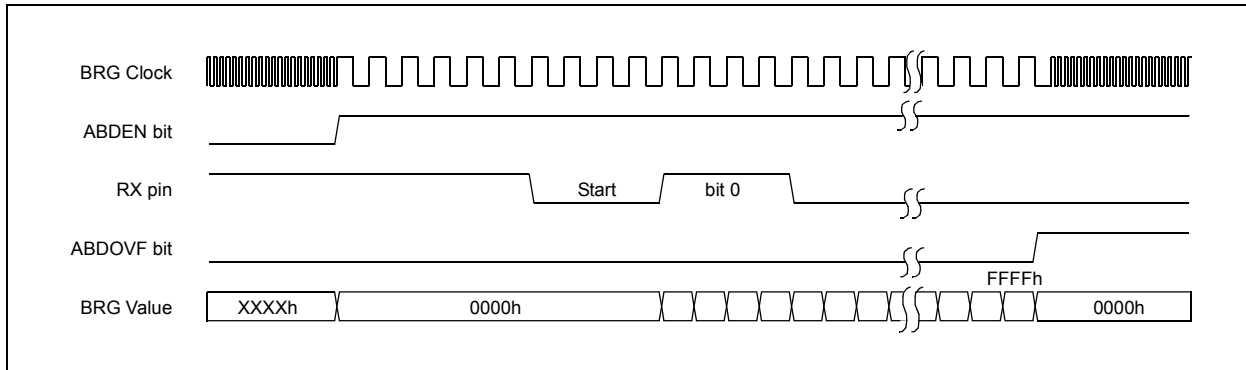 BRG Clock
ABDEN bit
RX pin
Start
bit 0
ABDOVF bit
FFFFh
BRG Value
XXXXh
0000h
0000h